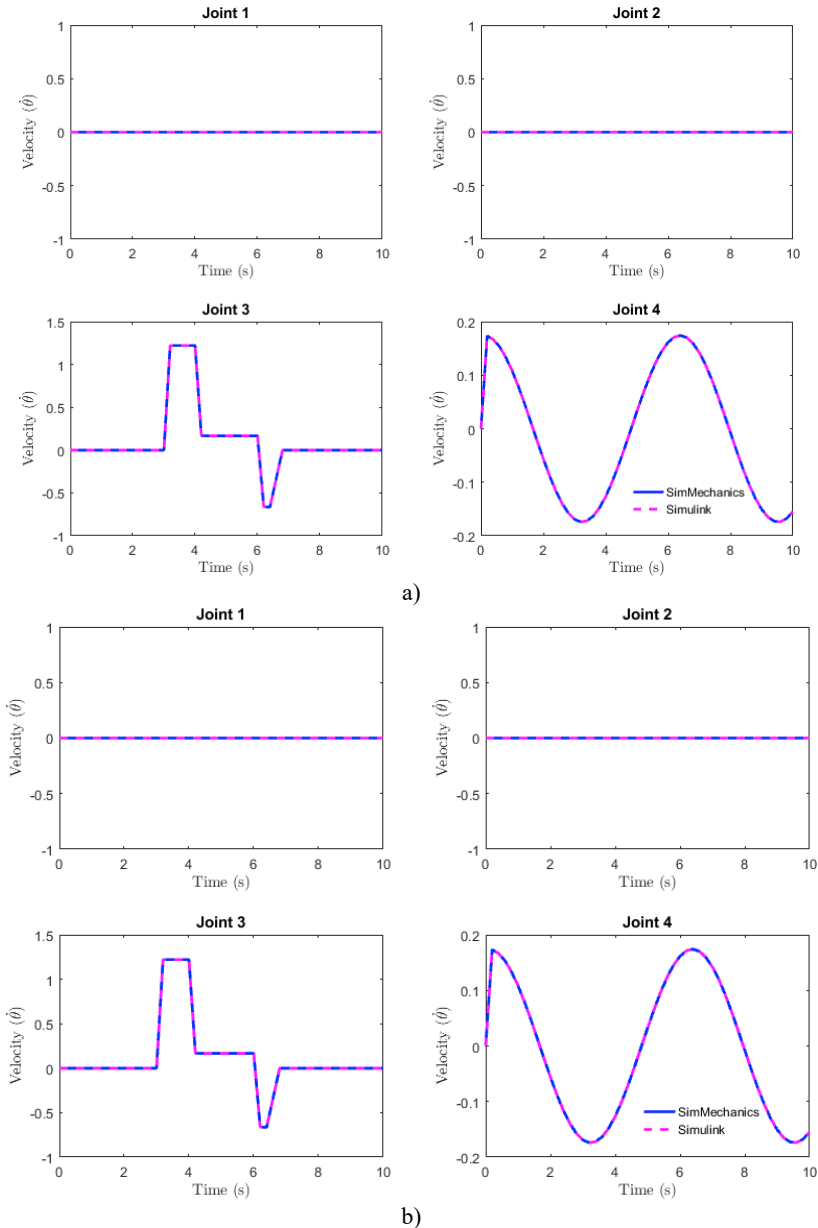 Joint 1
Joint 2
1
0.5
0
-0.5
-1
Velocity (θ̇)
0 2 4 6 8 10
Time (s)
1
0.5
0
-0.5
-1
Velocity (θ̇)
0 2 4 6 8 10
Time (s)
Joint 3
Joint 4
1.5
1
0.5
0
-0.5
-1
Velocity (θ̇)
0 2 4 6 8 10
Time (s)
0.2
0.1
0
-0.1
-0.2
Velocity (θ̇)
SimMechanics
Simulink
0 2 4 6 8 10
Time (s)
a)
Joint 1
Joint 2
1
0.5
0
-0.5
-1
Velocity (θ̇)
0 2 4 6 8 10
Time (s)
1
0.5
0
-0.5
-1
Velocity (θ̇)
0 2 4 6 8 10
Time (s)
Joint 3
Joint 4
1.5
1
0.5
0
-0.5
-1
Velocity (θ̇)
0 2 4 6 8 10
Time (s)
0.2
0.1
0
-0.1
-0.2
Velocity (θ̇)
SimMechanics
Simulink
0 2 4 6 8 10
Time (s)
b)